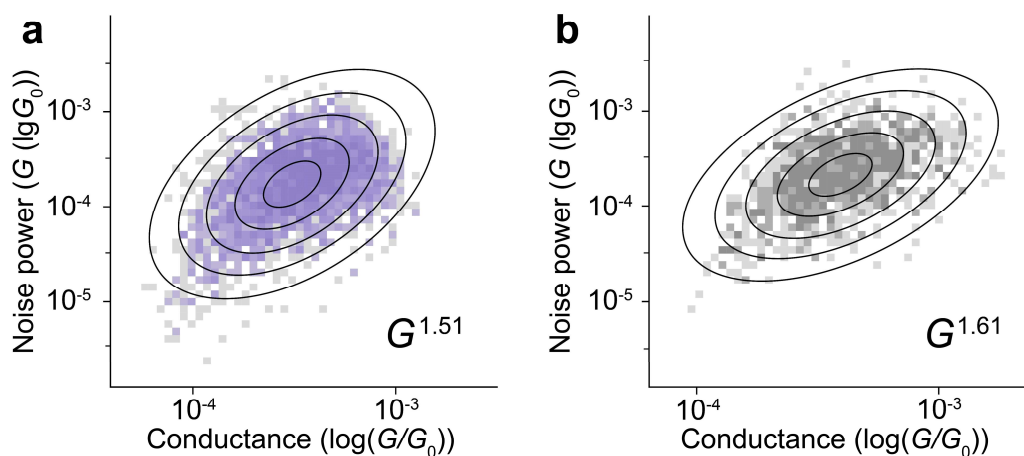 a
Noise power (G (lgG₀))
10⁻³
10⁻⁴
10⁻⁵
G¹·⁵¹
10⁻⁴
10⁻³
Conductance (log(G/G₀))
b
Noise power (G (lgG₀))
10⁻³
10⁻⁴
10⁻⁵
G¹·⁶¹
10⁻⁴
10⁻³
Conductance (log(G/G₀))